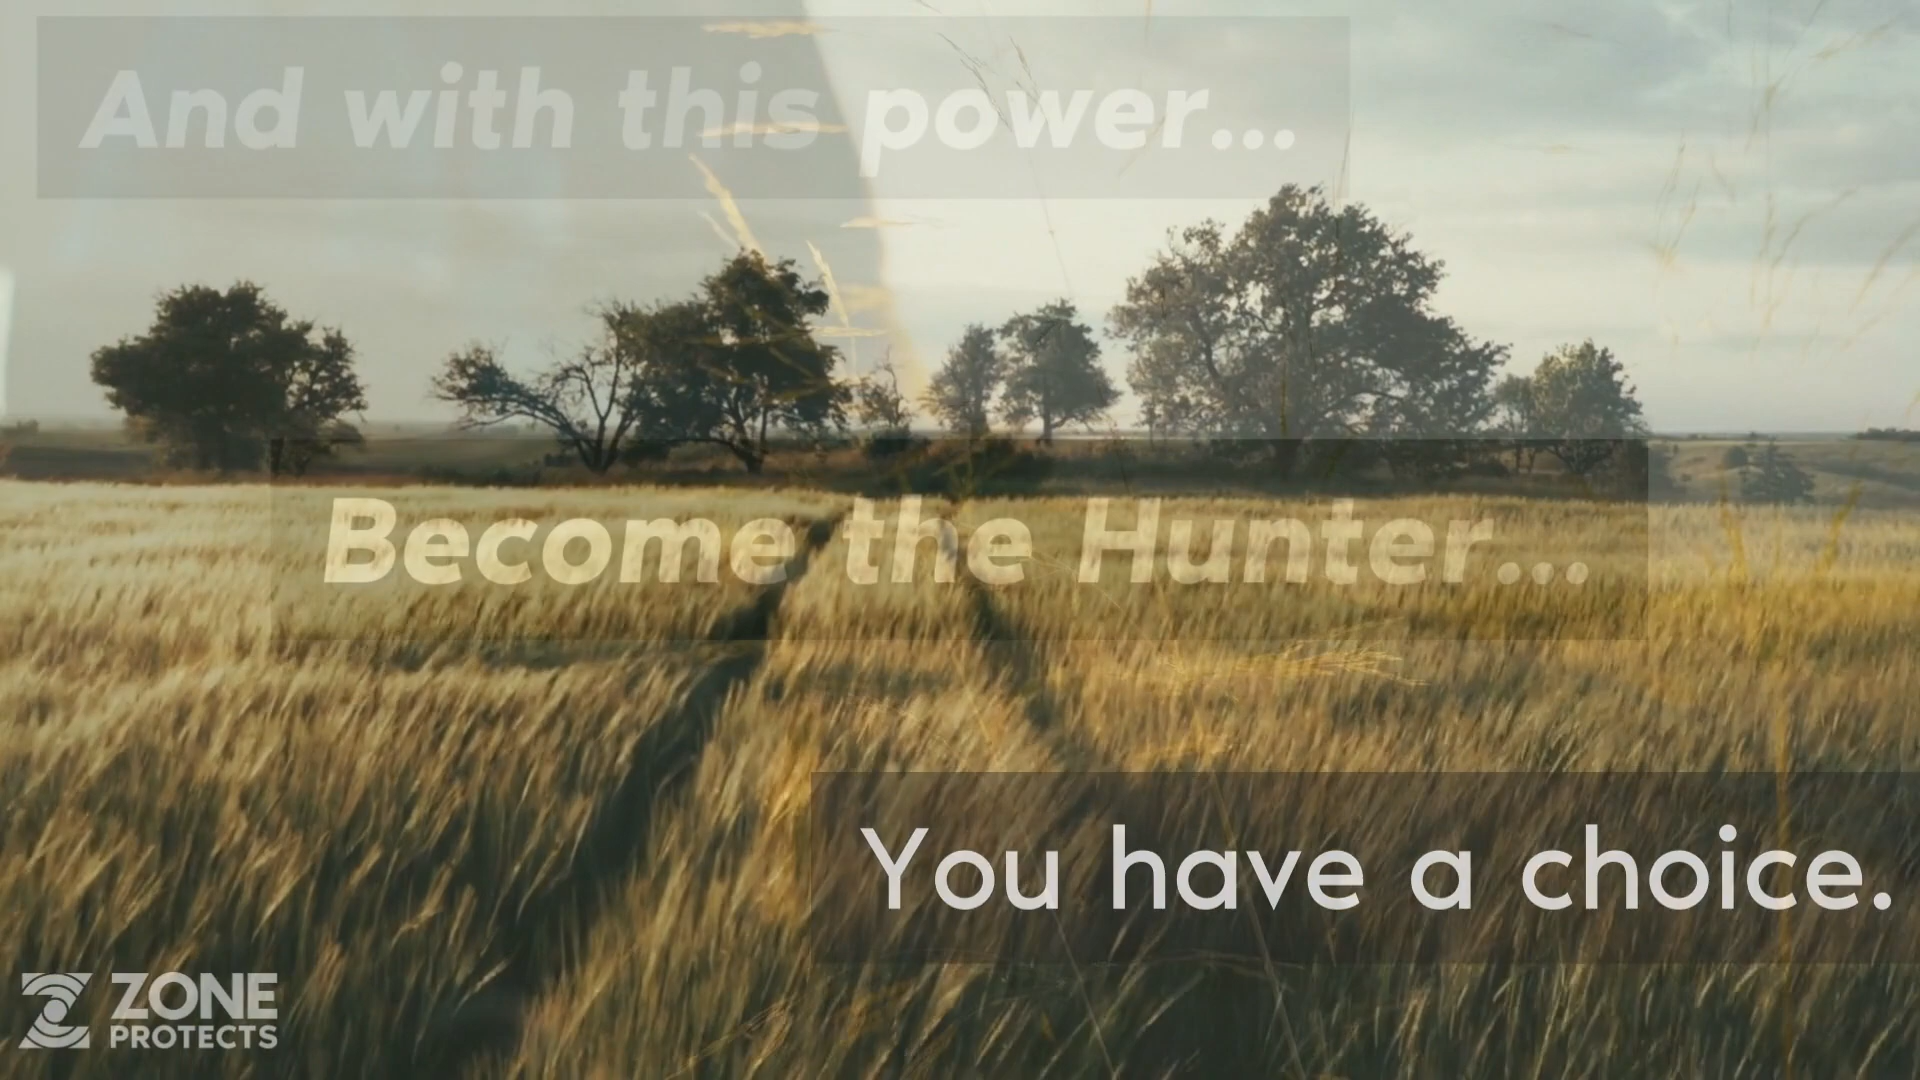 And with this power...
Become the Hunter...
You have a choice.
ZONE
PROTECTS